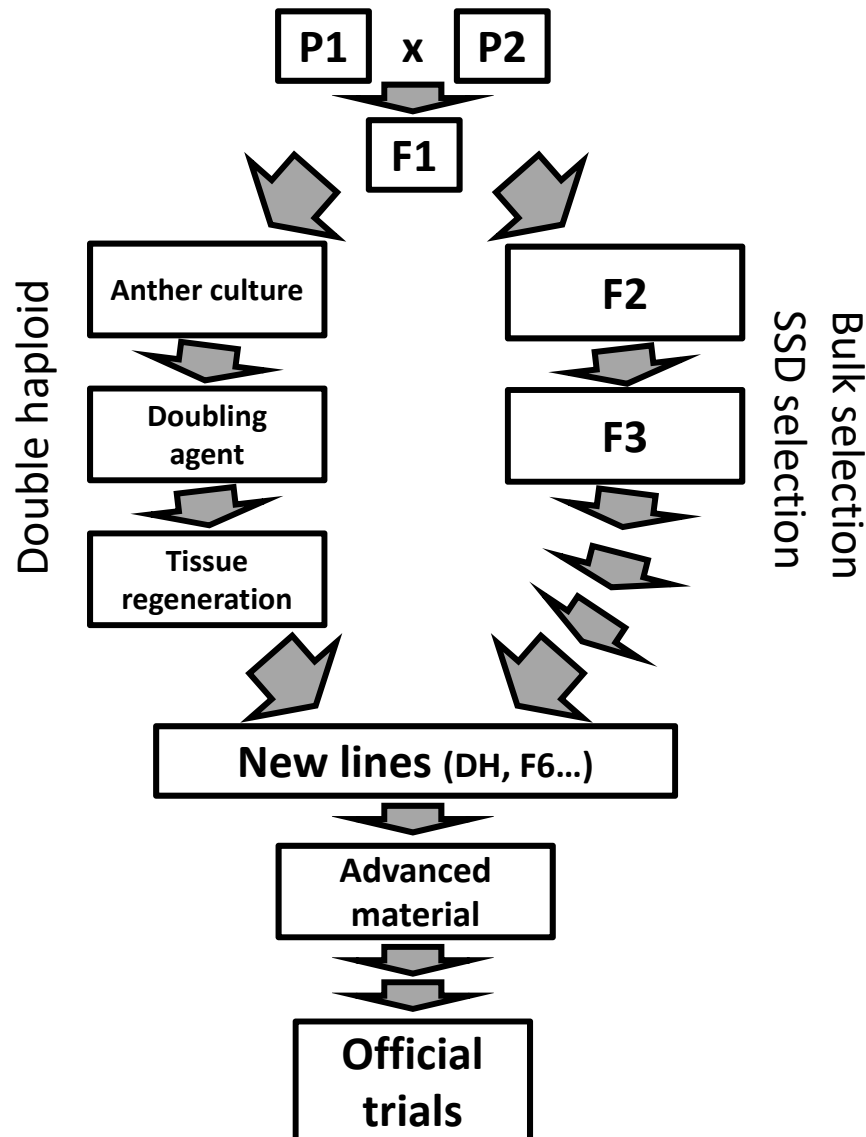 P1 x P2
F1
Double haploid
Anther culture
Doubling
agent
Tissue
regeneration
F2
F3
Bulk selection
SSD selection
New lines (DH, F6...)
Advanced
material
Official
trials